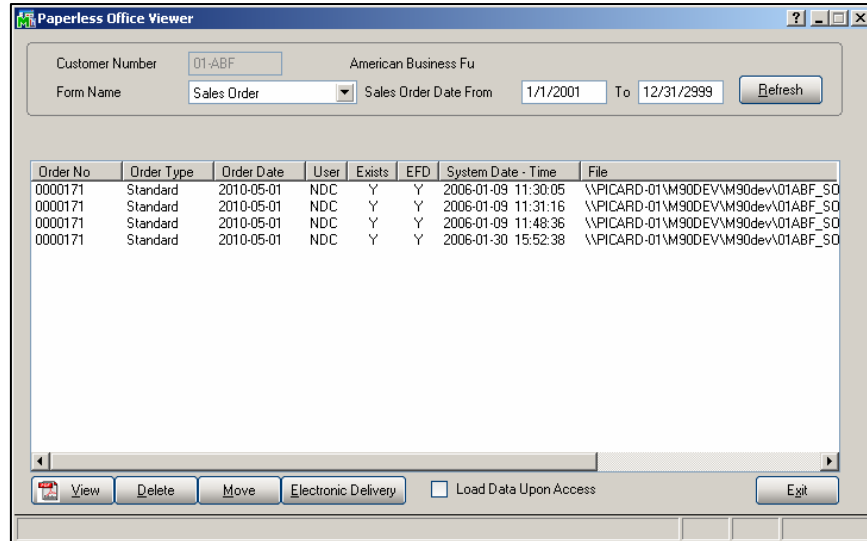 Paperless Office Viewer
Customer Number 01-ABF American Business Fu
Form Name Sales Order Sales Order Date From 1/1/2001 To 12/31/2999 Refresh
Order No Order Type Order Date User Exists EFD System Date - Time File
0000171 Standard 2010-05-01 NDC Y Y 2006-01-09 11:30:05 \\PICARD-01\M90DEV\M90dev\01ABF_SO
0000171 Standard 2010-05-01 NDC Y Y 2006-01-09 11:31:16 \\PICARD-01\M90DEV\M90dev\01ABF_SO
0000171 Standard 2010-05-01 NDC Y Y 2006-01-09 11:48:36 \\PICARD-01\M90DEV\M90dev\01ABF_SO
0000171 Standard 2010-05-01 NDC Y Y 2006-01-30 15:52:38 \\PICARD-01\M90DEV\M90dev\01ABF_SO
View Delete Move Electronic Delivery Load Data Upon Access Exit